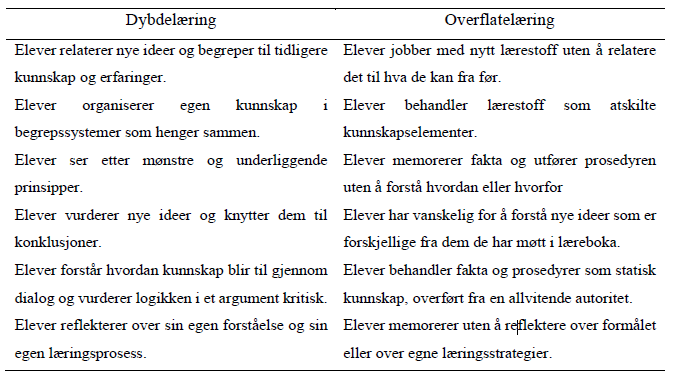 Dybdelæring
Overflatelæring
Elever relaterer nye ideer og begreper til tidligere
kunnskap og erfaringer.
Elever jobber med nytt lærestoff uten å relatere
det til hva de kan fra før.
Elever organiserer egen kunnskap i
begrepssystemer som henger sammen.
Elever behandler lærestoff som atskilte
kunnskapselementer.
Elever ser etter mønstre og underliggende
prinsipper.
Elever memorerer fakta og utfører prosedyren
uten å forstå hvordan eller hvorfor
Elever vurderer nye ideer og knytter dem til
konklusjoner.
Elever har vanskelig for å forstå nye ideer som er
forskjellige fra dem de har møtt i læreboka.
Elever forstår hvordan kunnskap blir til gjennom
dialog og vurderer logikken i et argument kritisk.
Elever behandler fakta og prosedyrer som statisk
kunnskap, overført fra en allvitende autoritet.
Elever reflekterer over sin egen forståelse og sin
egen læringsprosess.
Elever memorerer uten å reflektere over formålet
eller over egne læringsstrategier.